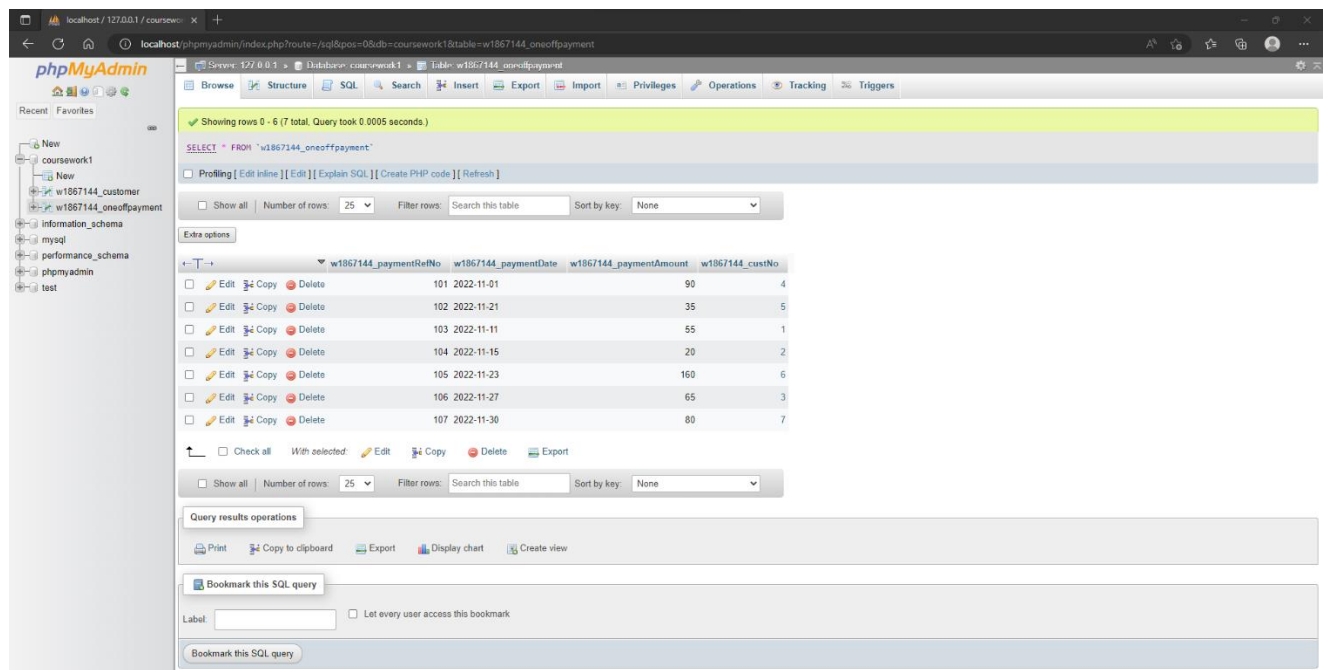 localhost / 127.0.0.1 / coursewo
localhost/phpmyadmin/index.php?route=/sql&pos=0&db=coursework1&table=w1867144_oneoffpayment
phpMyAdmin
Recent Favorites
New
coursework1
New
w1867144_customer
w1867144_oneoffpayment
information_schema
mysql
performance_schema
phpmyadmin
test
Server: 127.0.0.1 » Database: coursework1 » Table: w1867144_oneoffpayment
Browse Structure SQL Search Insert Export Import Privileges Operations Tracking Triggers
Showing rows 0 - 6 (7 total, Query took 0.0005 seconds.)
SELECT * FROM `w1867144_oneoffpayment`
Profiling [ Edit inline ] [ Edit ] [ Explain SQL ] [ Create PHP code ] [ Refresh ]
Show all | Number of rows: 25 Filter rows: Search this table Sort by key: None
Extra options
←T→ w1867144_paymentRefNo w1867144_paymentDate w1867144_paymentAmount w1867144_custNo
Edit Copy Delete 101 2022-11-01 90 4
Edit Copy Delete 102 2022-11-21 35 5
Edit Copy Delete 103 2022-11-11 55 1
Edit Copy Delete 104 2022-11-15 20 2
Edit Copy Delete 105 2022-11-23 160 6
Edit Copy Delete 106 2022-11-27 65 3
Edit Copy Delete 107 2022-11-30 80 7
Check all With selected: Edit Copy Delete Export
Show all | Number of rows: 25 Filter rows: Search this table Sort by key: None
Query results operations
Print Copy to clipboard Export Display chart Create view
Bookmark this SQL query
Label: Let every user access this bookmark
Bookmark this SQL query